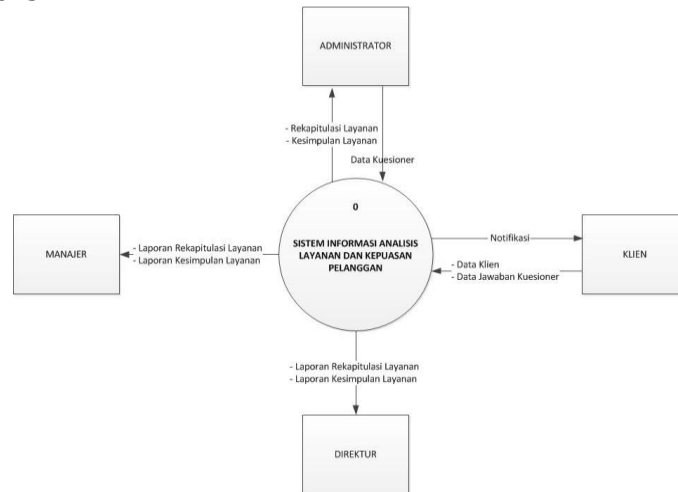 ADMINISTRATOR
- Rekapitulasi Layanan
- Kesimpulan Layanan
Data Kuesioner
0
SISTEM INFORMASI ANALISIS
LAYANAN DAN KEPUASAN
PELANGGAN
MANAJER
- Laporan Rekapitulasi Layanan
- Laporan Kesimpulan Layanan
Notifikasi
- Data Klien
- Data Jawaban Kuesioner
KLIEN
- Laporan Rekapitulasi Layanan
- Laporan Kesimpulan Layanan
DIREKTUR